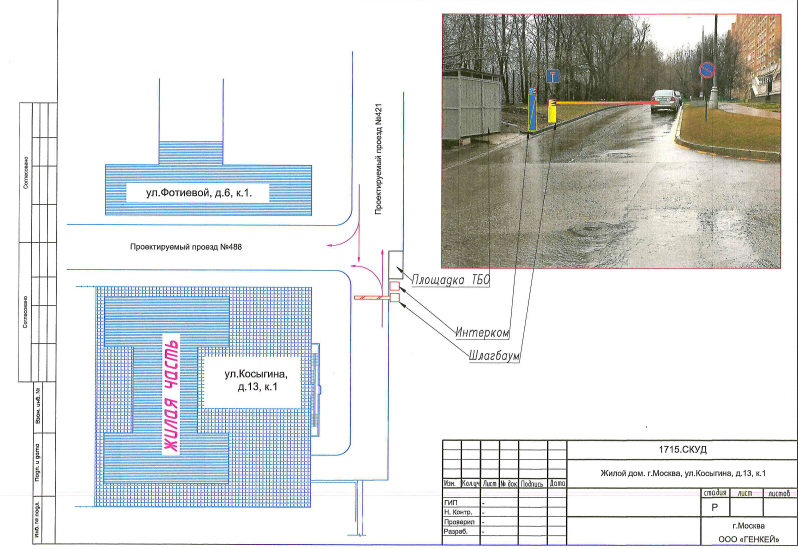 Согласовано
Согласовано
Взам. инв. №
Подп. и дата
Инв. № подл.
ул.Фотиевой, д.6, к.1.
Проектируемый проезд №421
Проектируемый проезд №488
Площадка ТБО
Интерком
Шлагбаум
ЖИЛАЯ ЧАСТЬ
ул.Косыгина,
д.13, к.1
1715.СКУД
Жилой дом. г.Москва, ул.Косыгина, д.13, к.1
Изм. Кол.уч Лист № док Подпись Дата
ГИП -
Н. Контр. -
Проверил -
Разраб. -
стадия лист листов
Р
г.Москва
ООО «ГЕНКЕЙ»